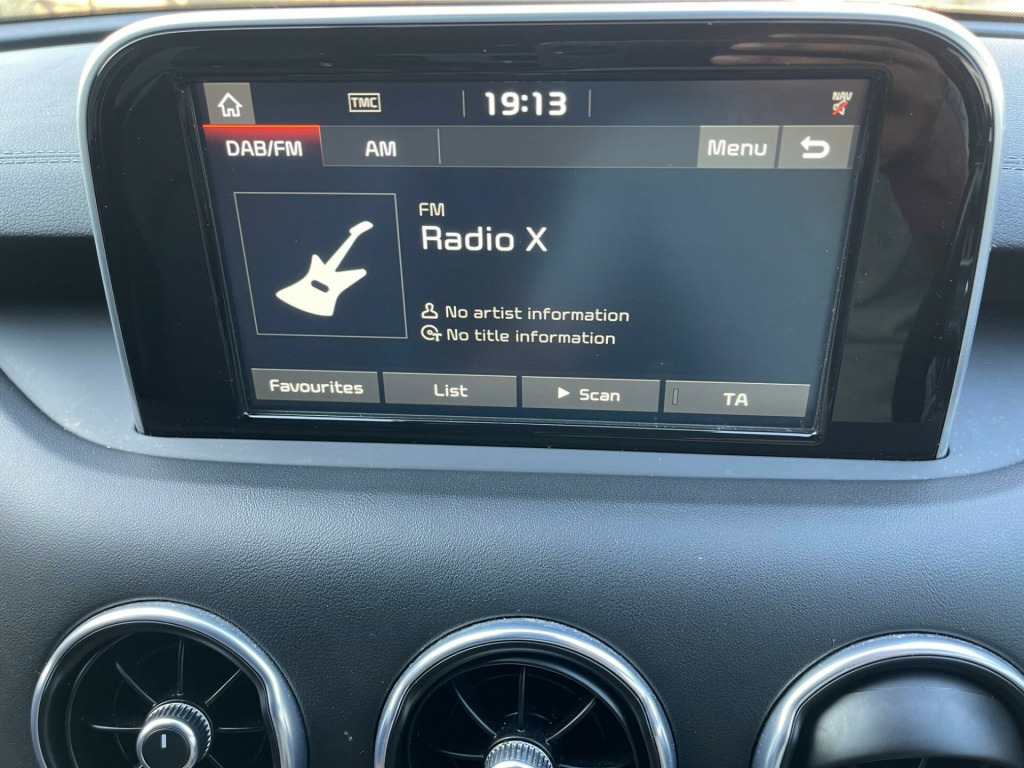 TMC
19:13
NAV
DAB/FM
AM
Menu
FM
Radio X
No artist information
No title information
Favourites
List
Scan
TA